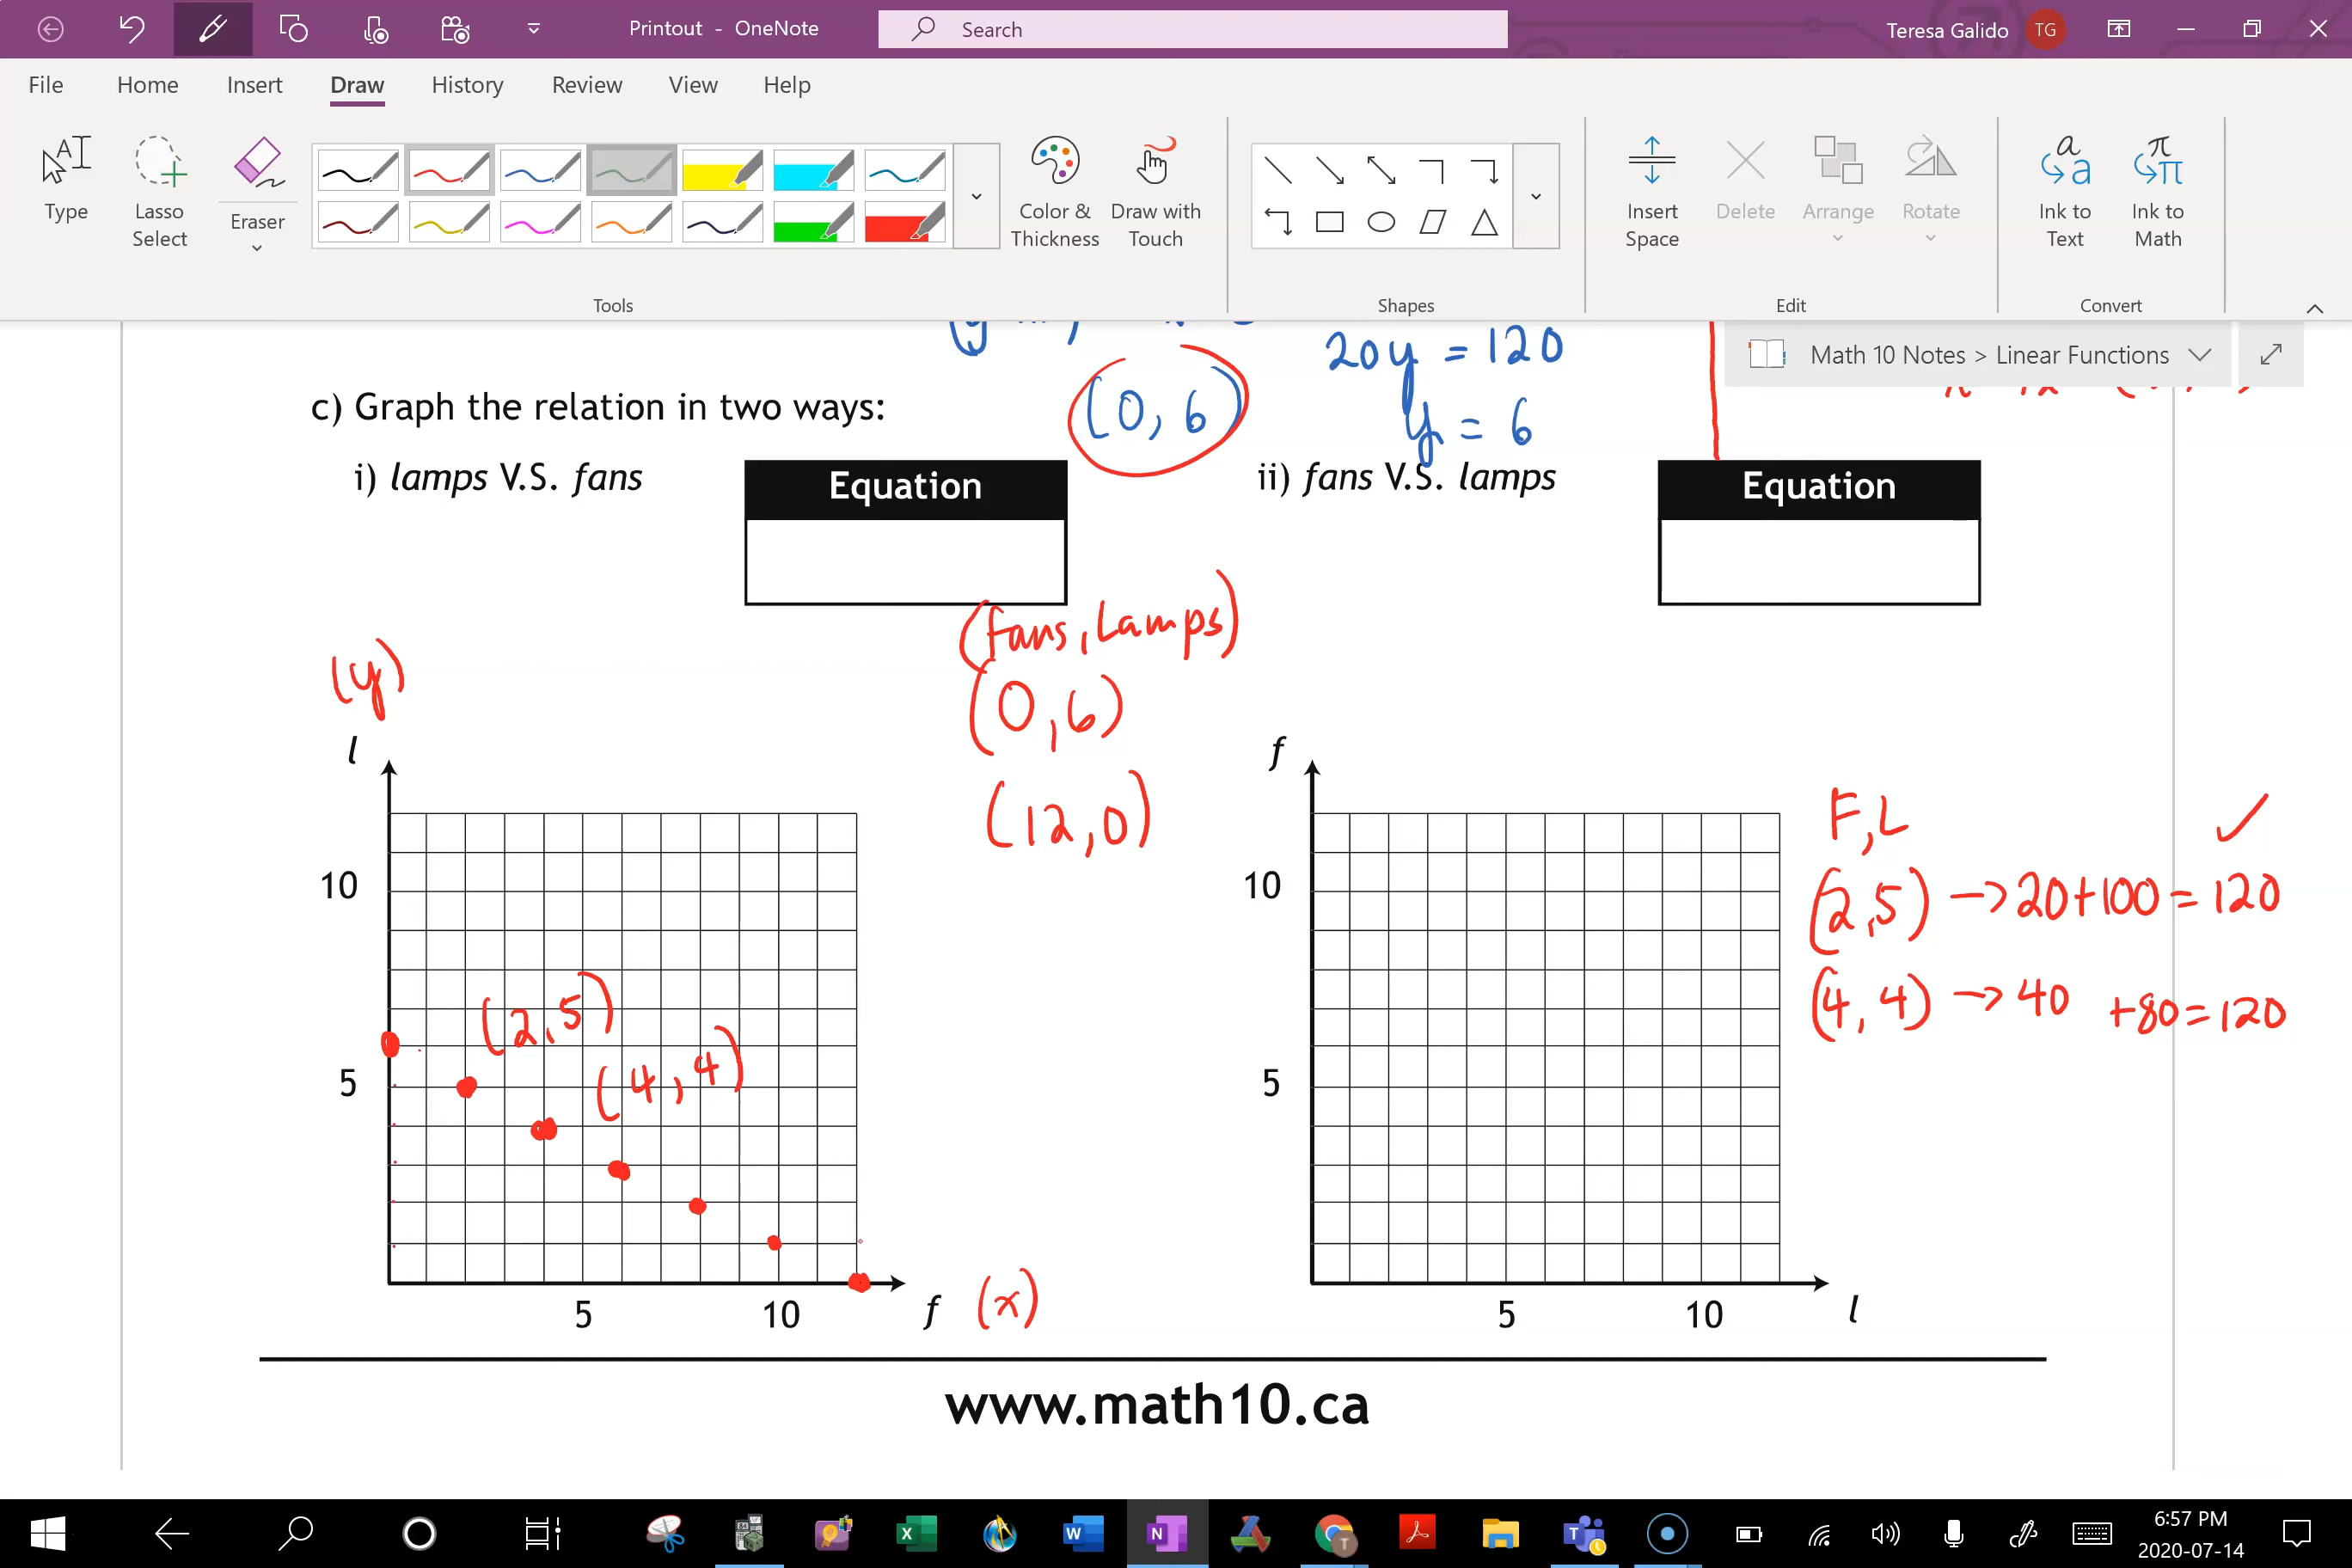 Printout - OneNote
Search
Teresa Galido TG
File Home Insert Draw History Review View Help
Type
Lasso Select
Eraser
Color & Thickness
Draw with Touch
Insert Space
Delete
Arrange
Rotate
Ink to Text
Ink to Math
Tools
Shapes
Edit
Convert
Math 10 Notes > Linear Functions
20y = 120
c) Graph the relation in two ways:
(0, 6)
y = 6
i) lamps V.S. fans
Equation
ii) fans V.S. lamps
Equation
(fans, Lamps)
(y)
(0, 6)
l
f
(12, 0)
F, L
✓
10
10
(2, 5) → 20 + 100 = 120
(2, 5)
(4, 4) → 40 + 80 = 120
(4, 4)
5
5
5 10 f (x)
5 10 l
www.math10.ca
6:57 PM
2020-07-14